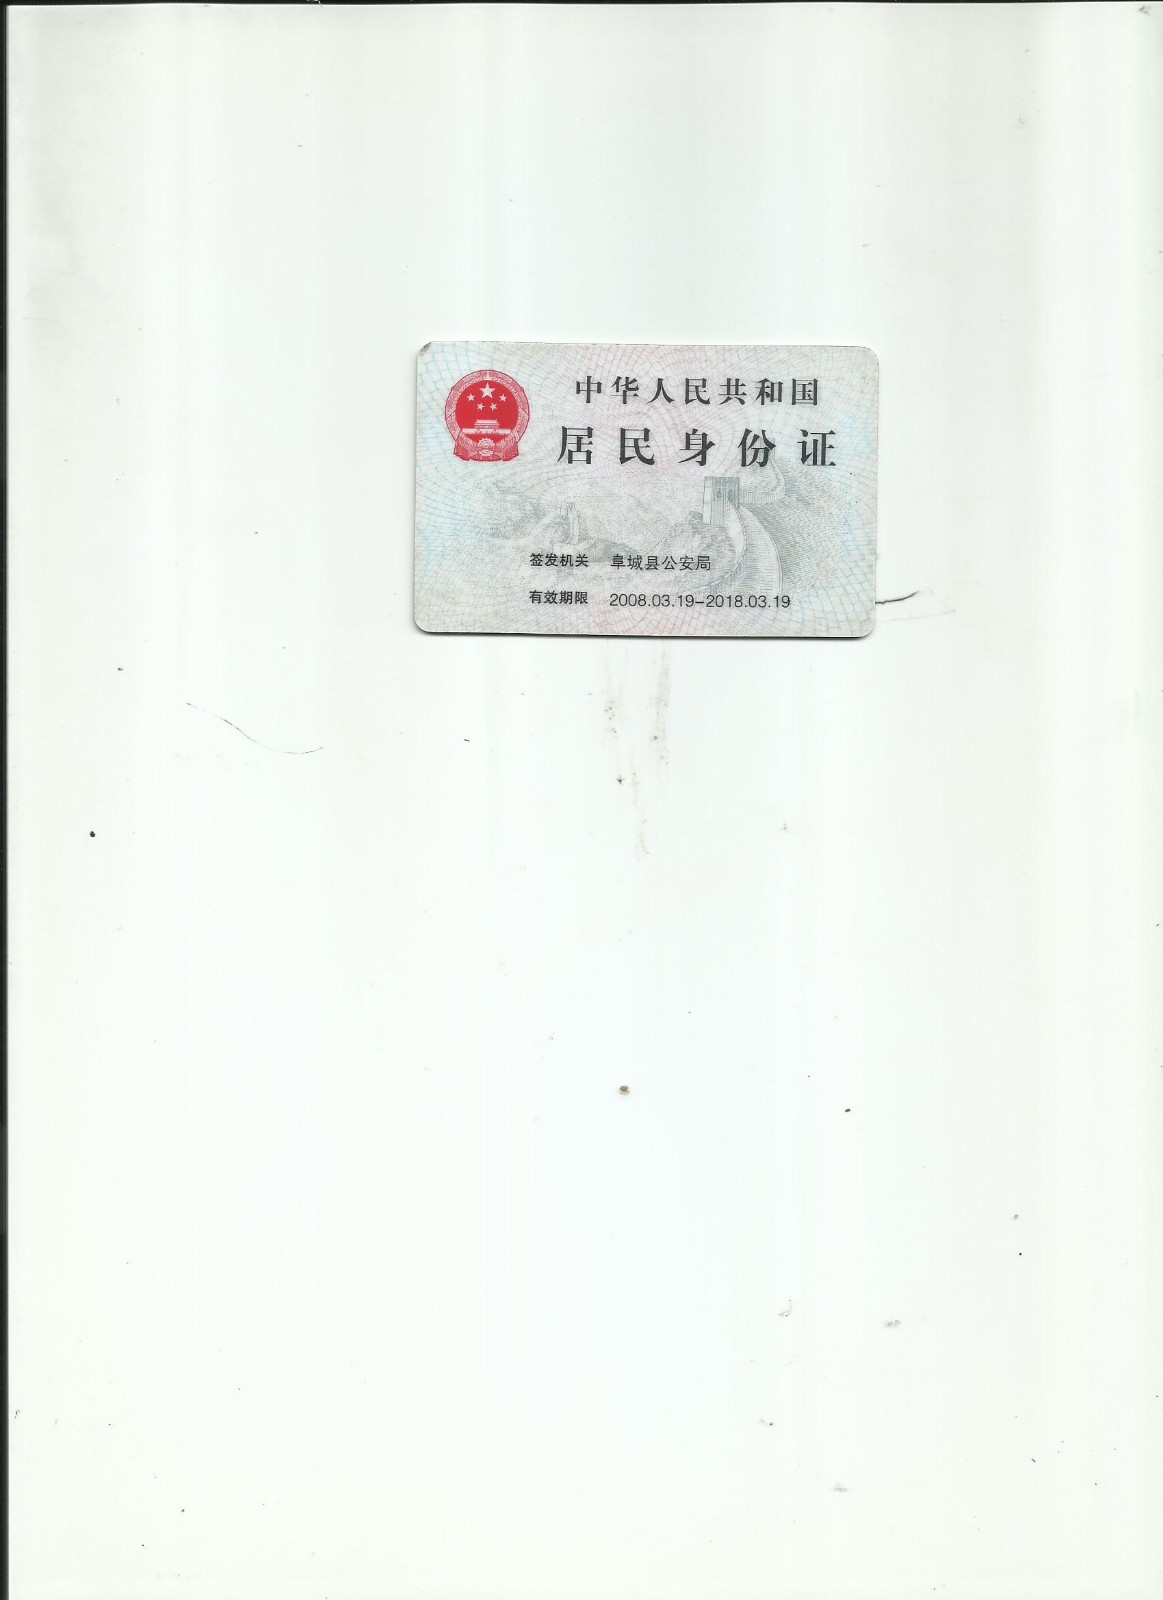 中华人民共和国
居民身份证
签发机关 阜城县公安局
有效期限 2008.03.19-2018.03.19